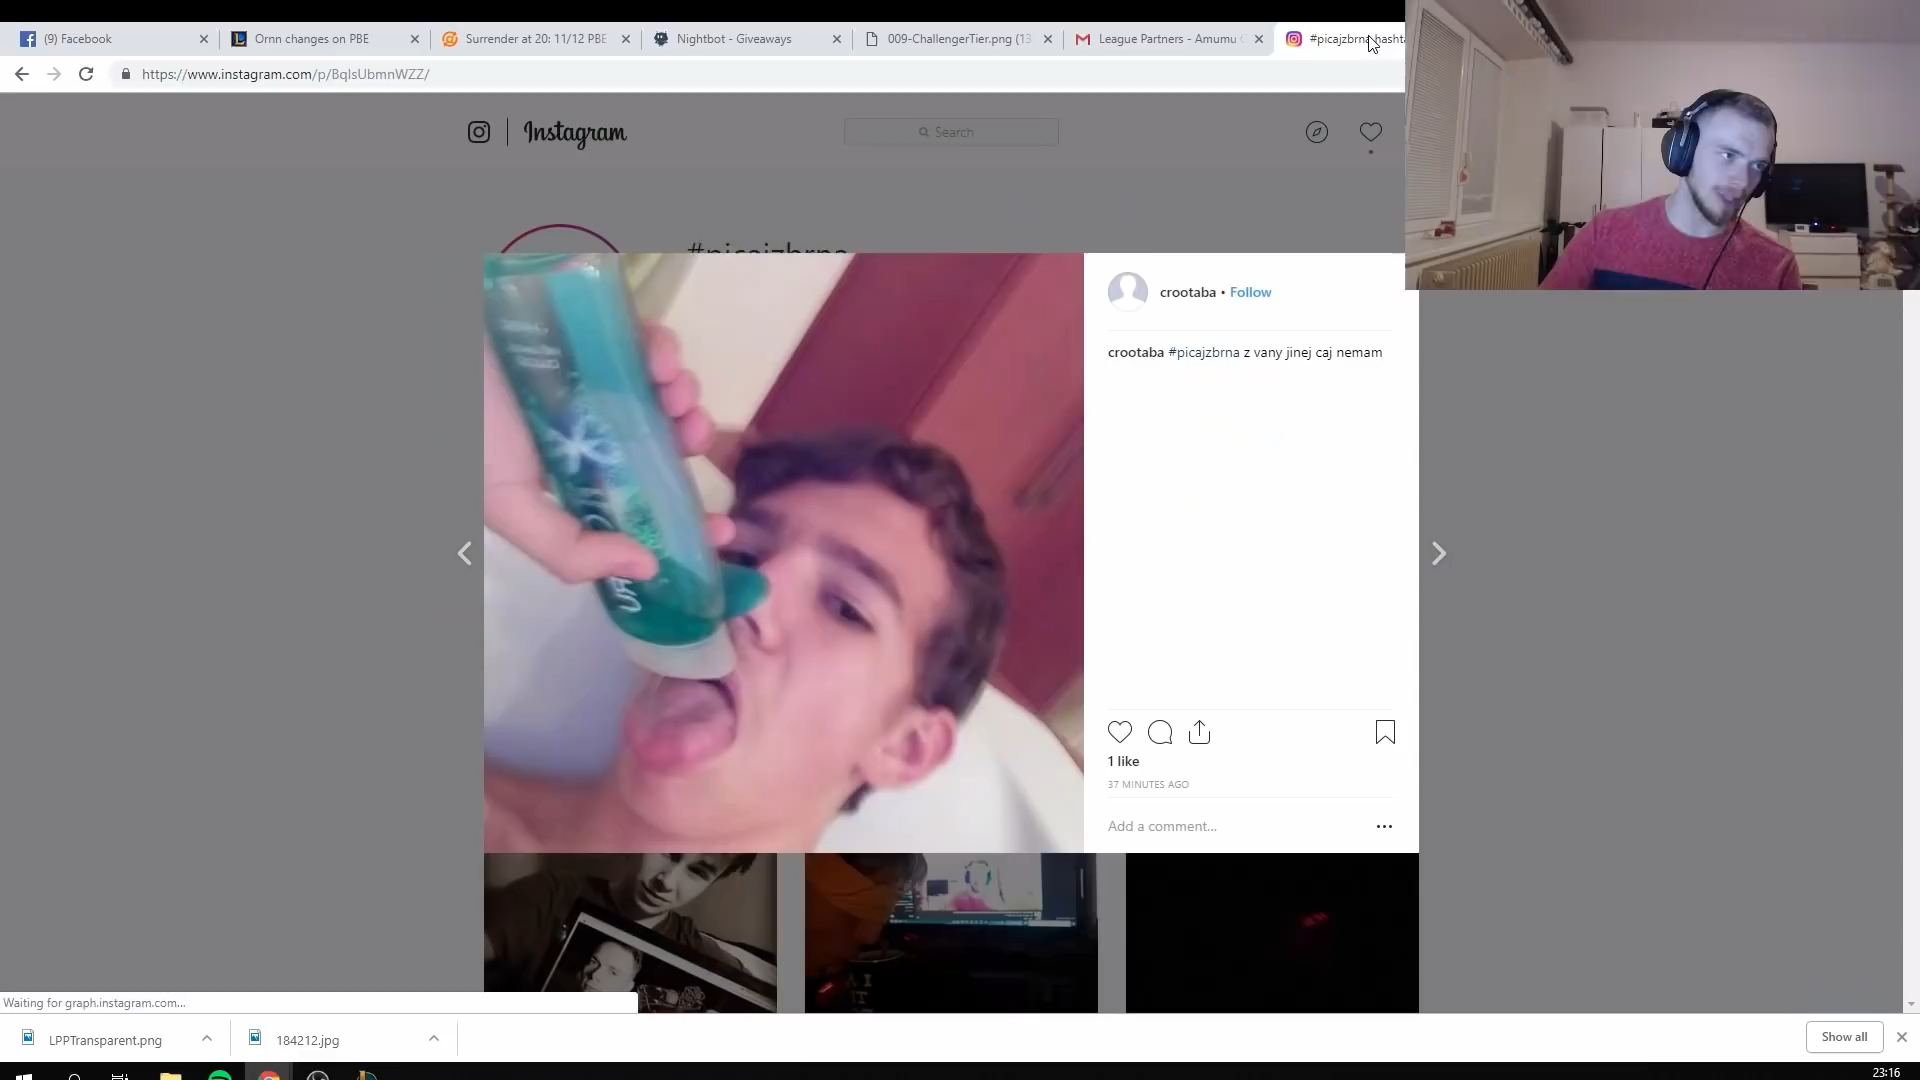 (9) Facebook
Ornn changes on PBE
Surrender at 20: 11/12 PBE
Nightbot - Giveaways
009-ChallengerTier.png (13
League Partners - Amumu
#picajzbrna hasht
https://www.instagram.com/p/BqIsUbmnWZZ/
Instagram
Search
#picajzbrna
crootaba • Follow
crootaba #picajzbrna z vany jinej caj nemam
1 like
37 MINUTES AGO
Add a comment...
Waiting for graph.instagram.com...
LPPTransparent.png
184212.jpg
Show all
23:16